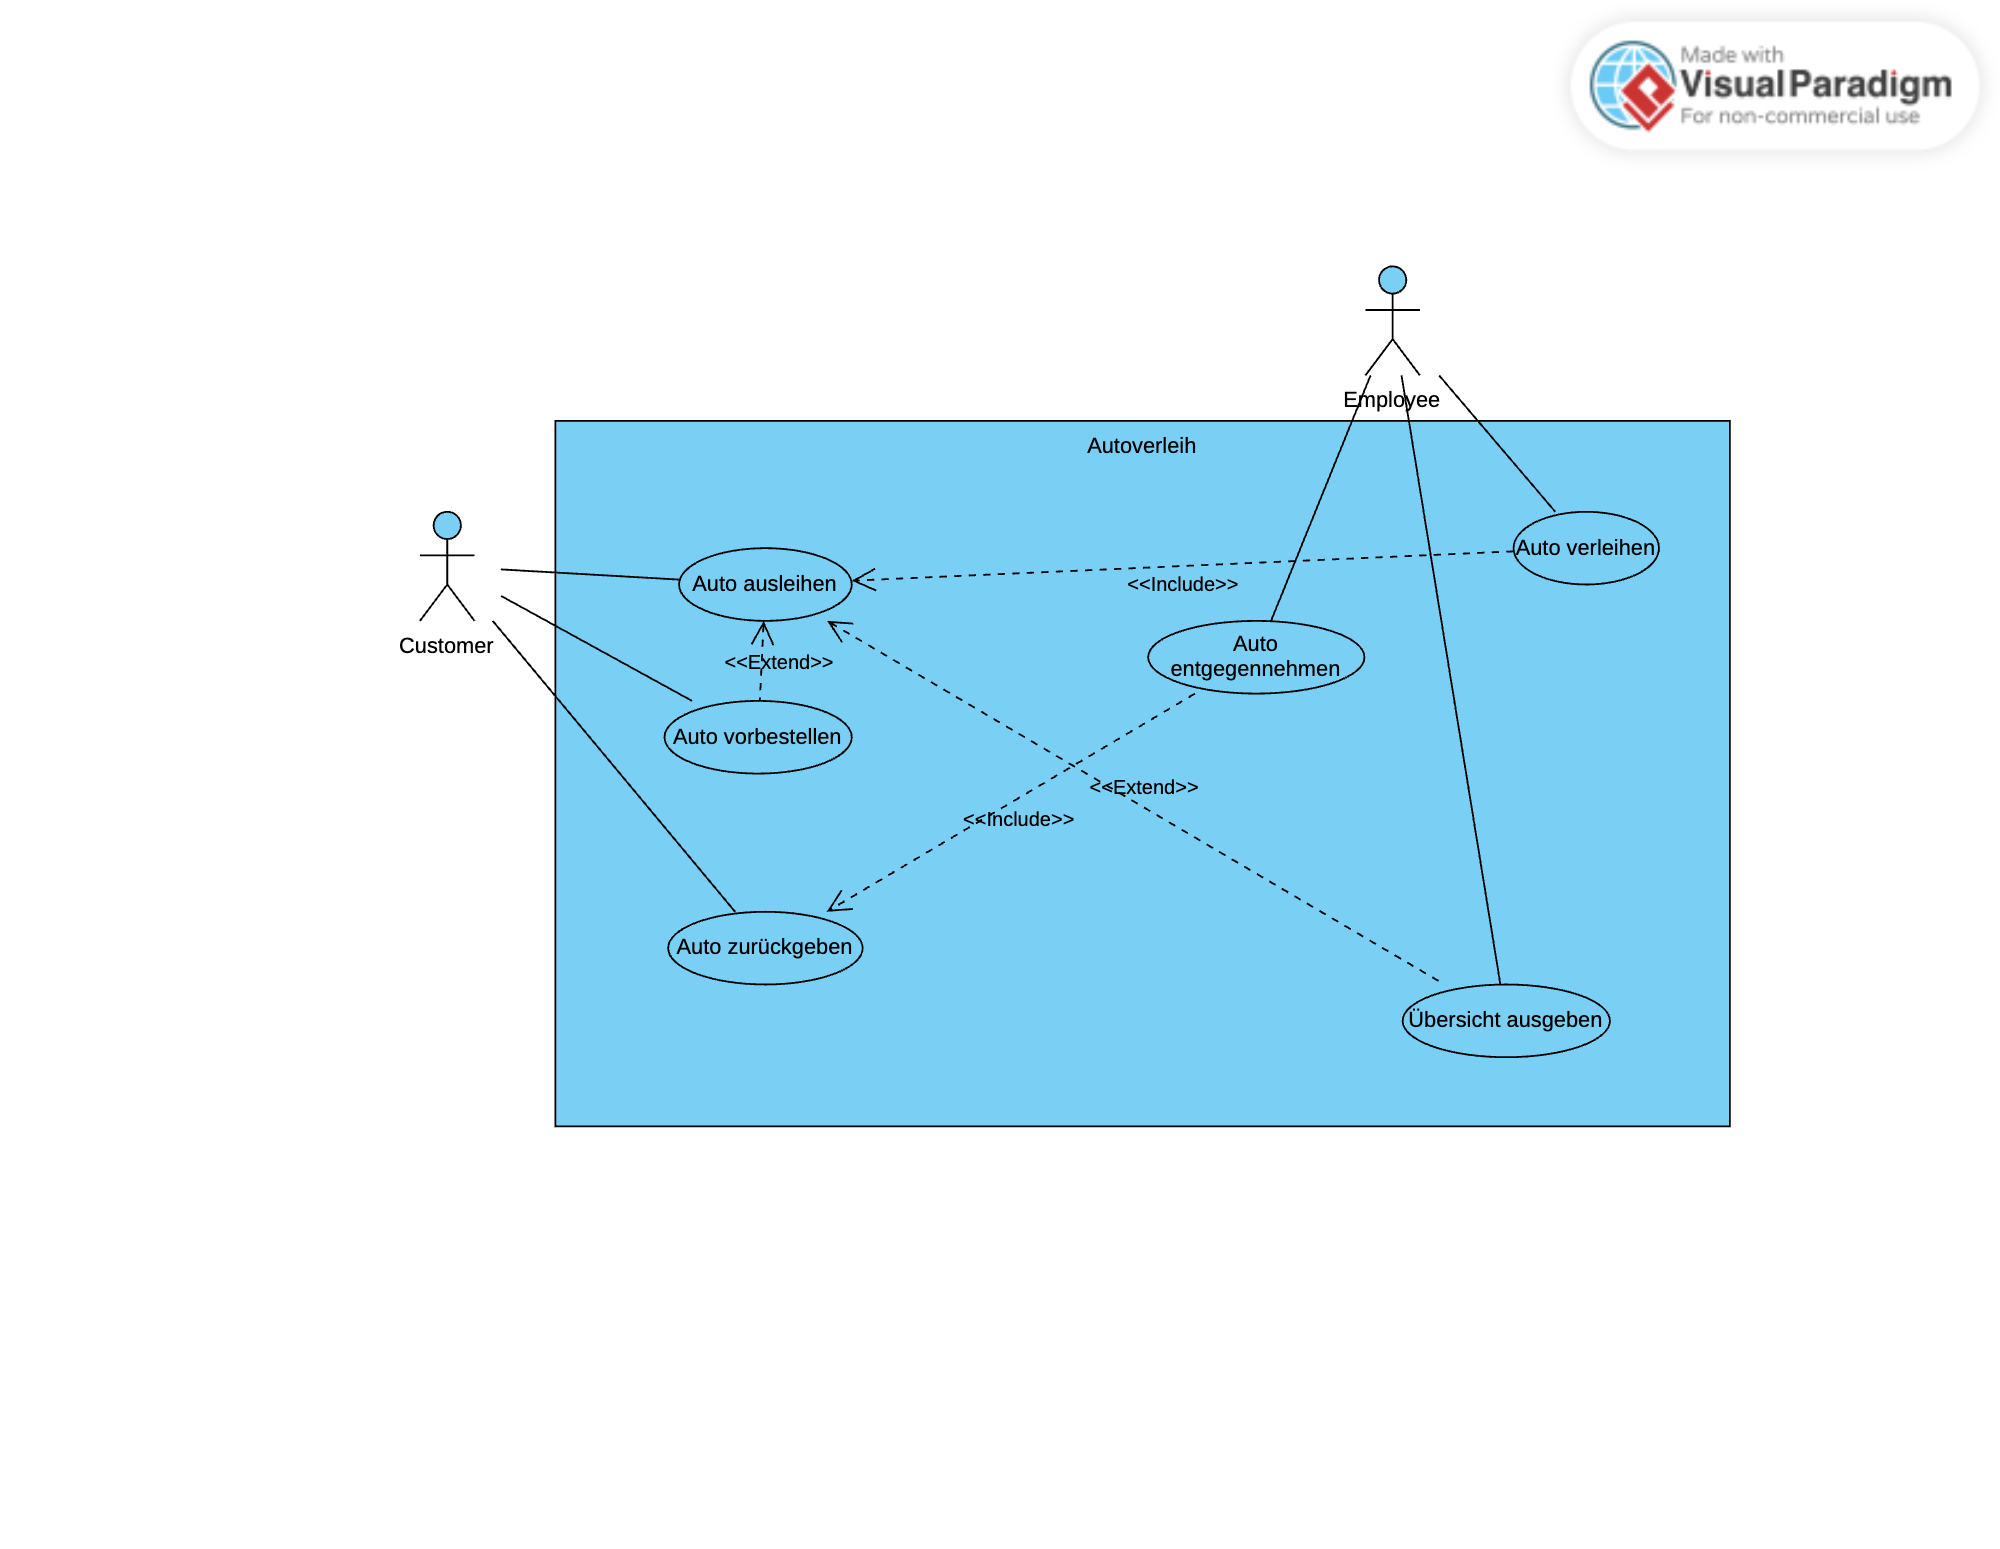 Made with
Visual Paradigm
For non-commercial use
Employee
Autoverleih
Customer
Auto ausleihen
Auto verleihen
<<Include>>
Auto
entgegennehmen
<<Extend>>
Auto vorbestellen
<<Extend>>
<<Include>>
Auto zurückgeben
Übersicht ausgeben